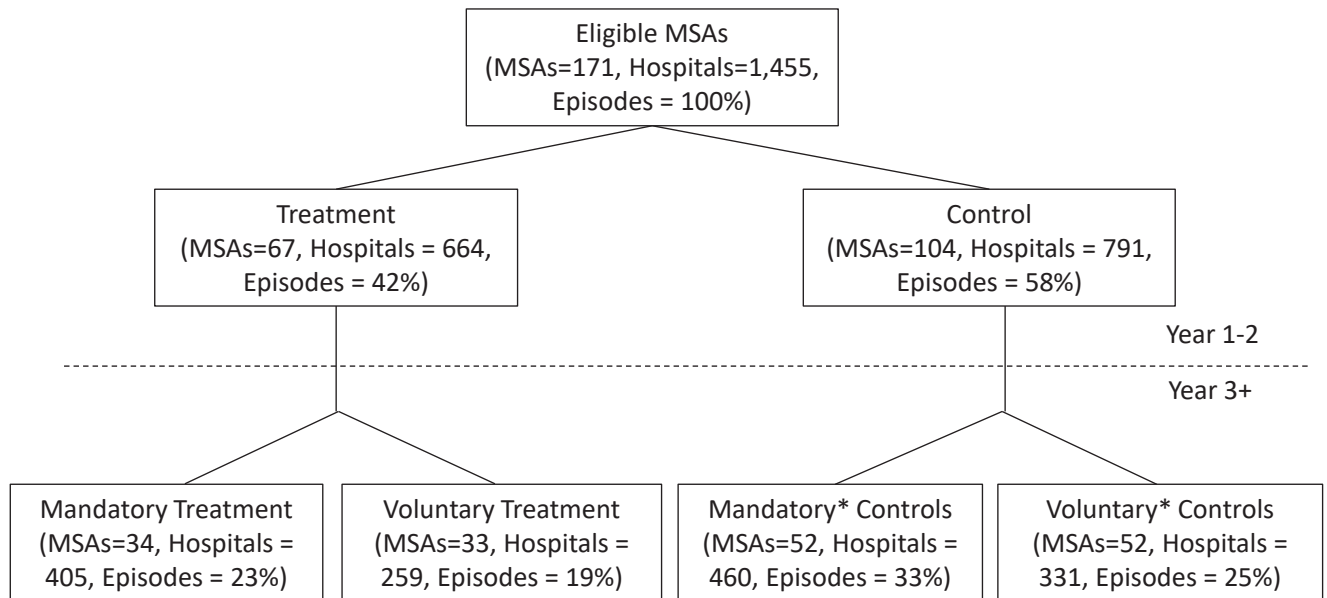 Eligible MSAs
(MSAs=171, Hospitals=1,455,
Episodes = 100%)
Treatment
(MSAs=67, Hospitals = 664,
Episodes = 42%)
Control
(MSAs=104, Hospitals = 791,
Episodes = 58%)
Year 1-2
Year 3+
Mandatory Treatment
(MSAs=34, Hospitals =
405, Episodes = 23%)
Voluntary Treatment
(MSAs=33, Hospitals =
259, Episodes = 19%)
Mandatory* Controls
(MSAs=52, Hospitals =
460, Episodes = 33%)
Voluntary* Controls
(MSAs=52, Hospitals =
331, Episodes = 25%)